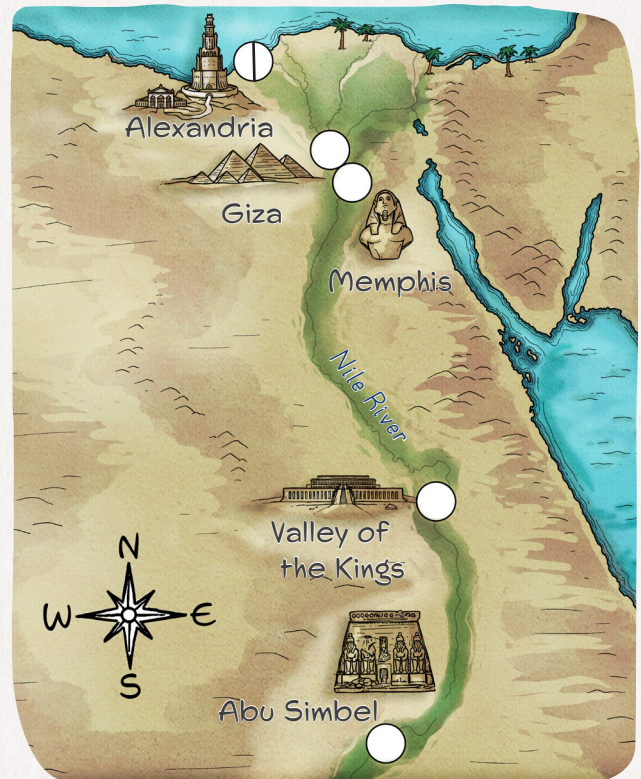 Alexandria
Giza
Memphis
Nile River
Valley of
the Kings
N
W
E
S
Abu Simbel